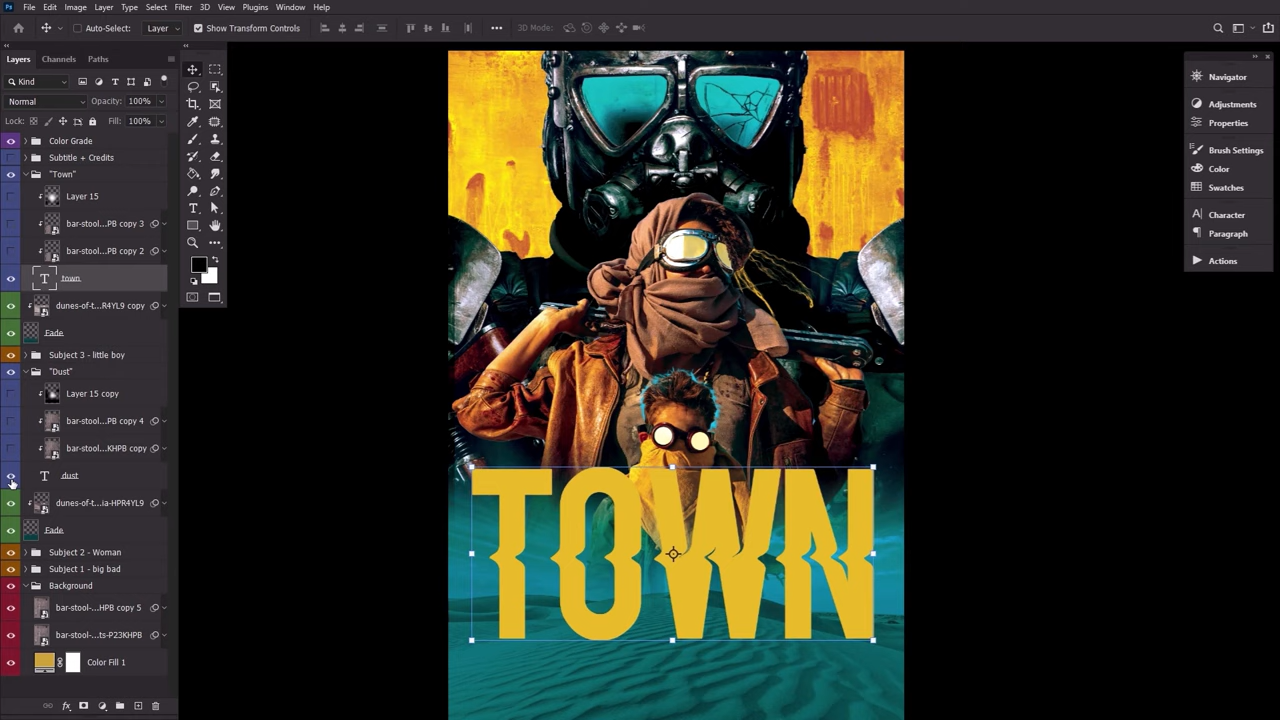 File Edit Image Layer Type Select Filter 3D View Plugins Window Help
Auto-Select: Layer Show Transform Controls 3D Mode:
Layers Channels Paths
Kind
Normal Opacity: 100%
Lock: Fill: 100%
Color Grade
Subtitle + Credits
"Town"
Layer 15
bar-stool...PB copy 3
bar-stool...PB copy 2
town
dunes-of-t...R4YL9 copy
Fade
Subject 3 - little boy
"Dust"
Layer 15 copy
bar-stool...PB copy 4
bar-stool...KHPB copy
dust
dunes-of-t...ia-HPR4YL9
Fade
Subject 2 - Woman
Subject 1 - big bad
Background
bar-stool-...HPB copy 5
bar-stool-...ts-P23KHPB
Color Fill 1
TOWN
Navigator
Adjustments
Properties
Brush Settings
Color
Swatches
Character
Paragraph
Actions